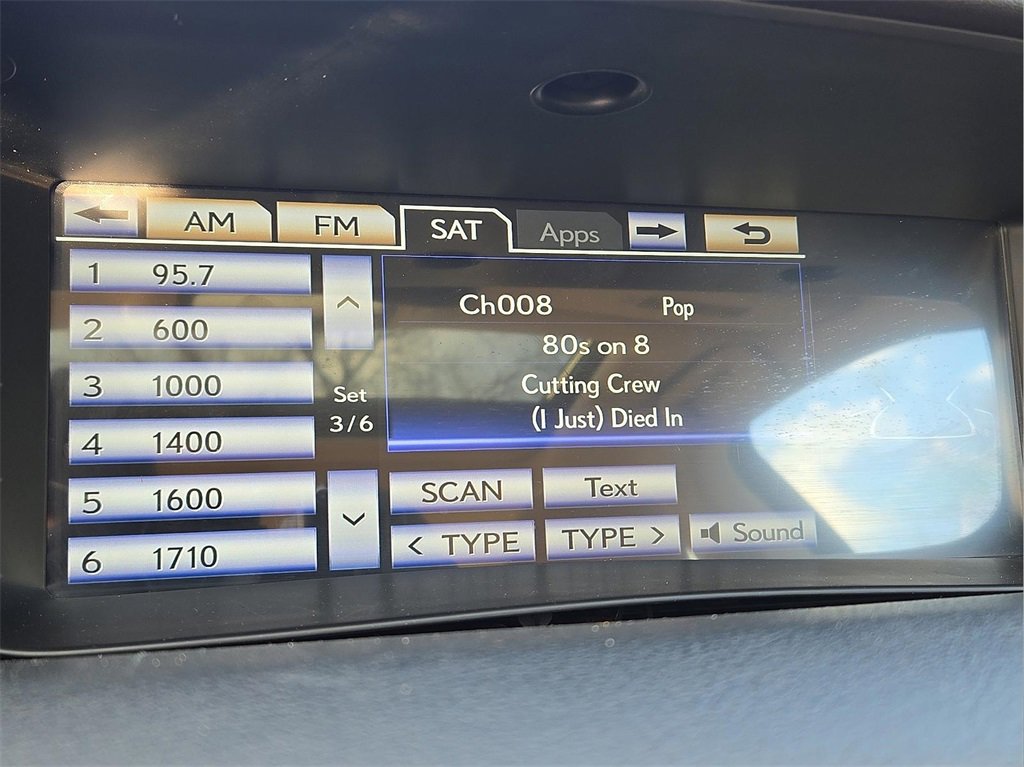 AM FM SAT Apps
1 95.7
2 600
3 1000
4 1400
5 1600
6 1710
Set
3/6
Ch008 Pop
80s on 8
Cutting Crew
(I Just) Died In
SCAN Text
< TYPE TYPE > Sound